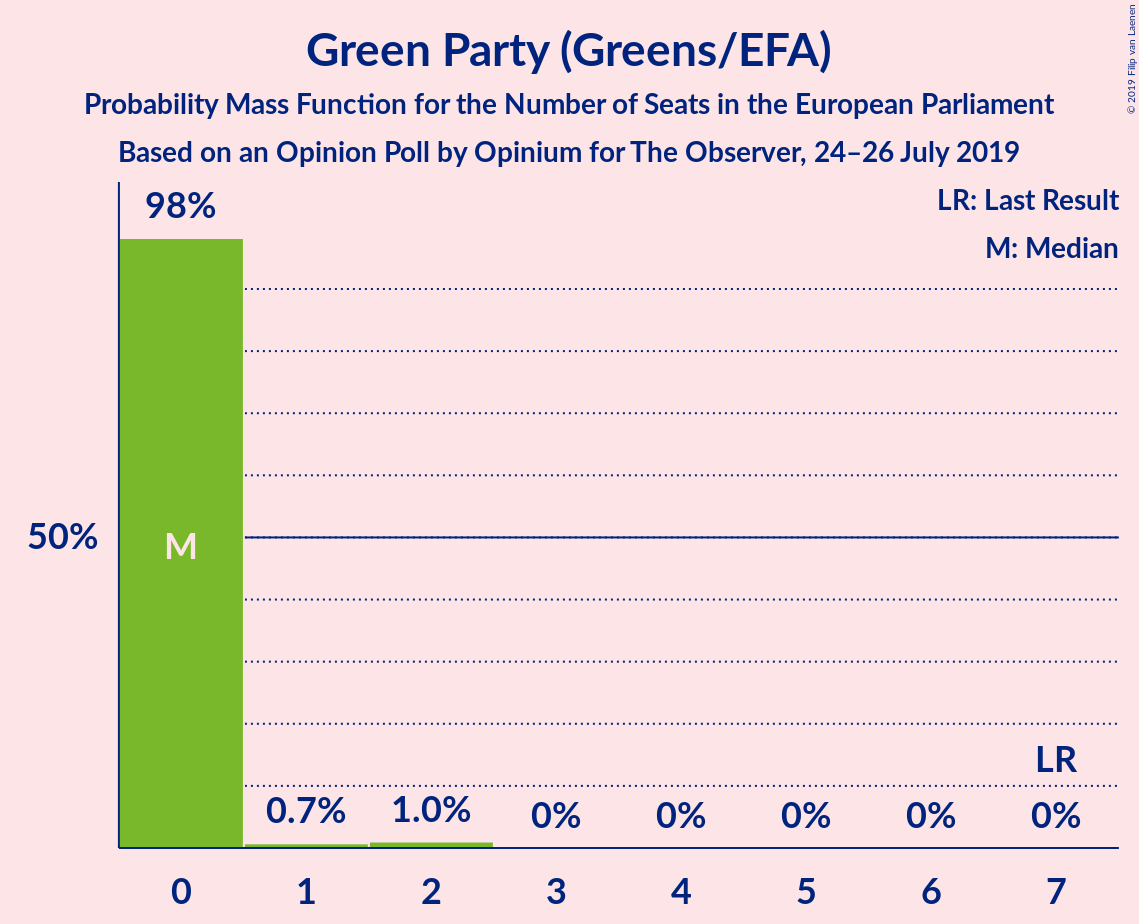 Green Party (Greens/EFA)
Probability Mass Function for the Number of Seats in the European Parliament
Based on an Opinion Poll by Opinium for The Observer, 24–26 July 2019
© 2019 Filip van Laenen
LR: Last Result
M: Median
98%
50%
M
LR
0.7%
1.0%
0%
0%
0%
0%
0%
0
1
2
3
4
5
6
7